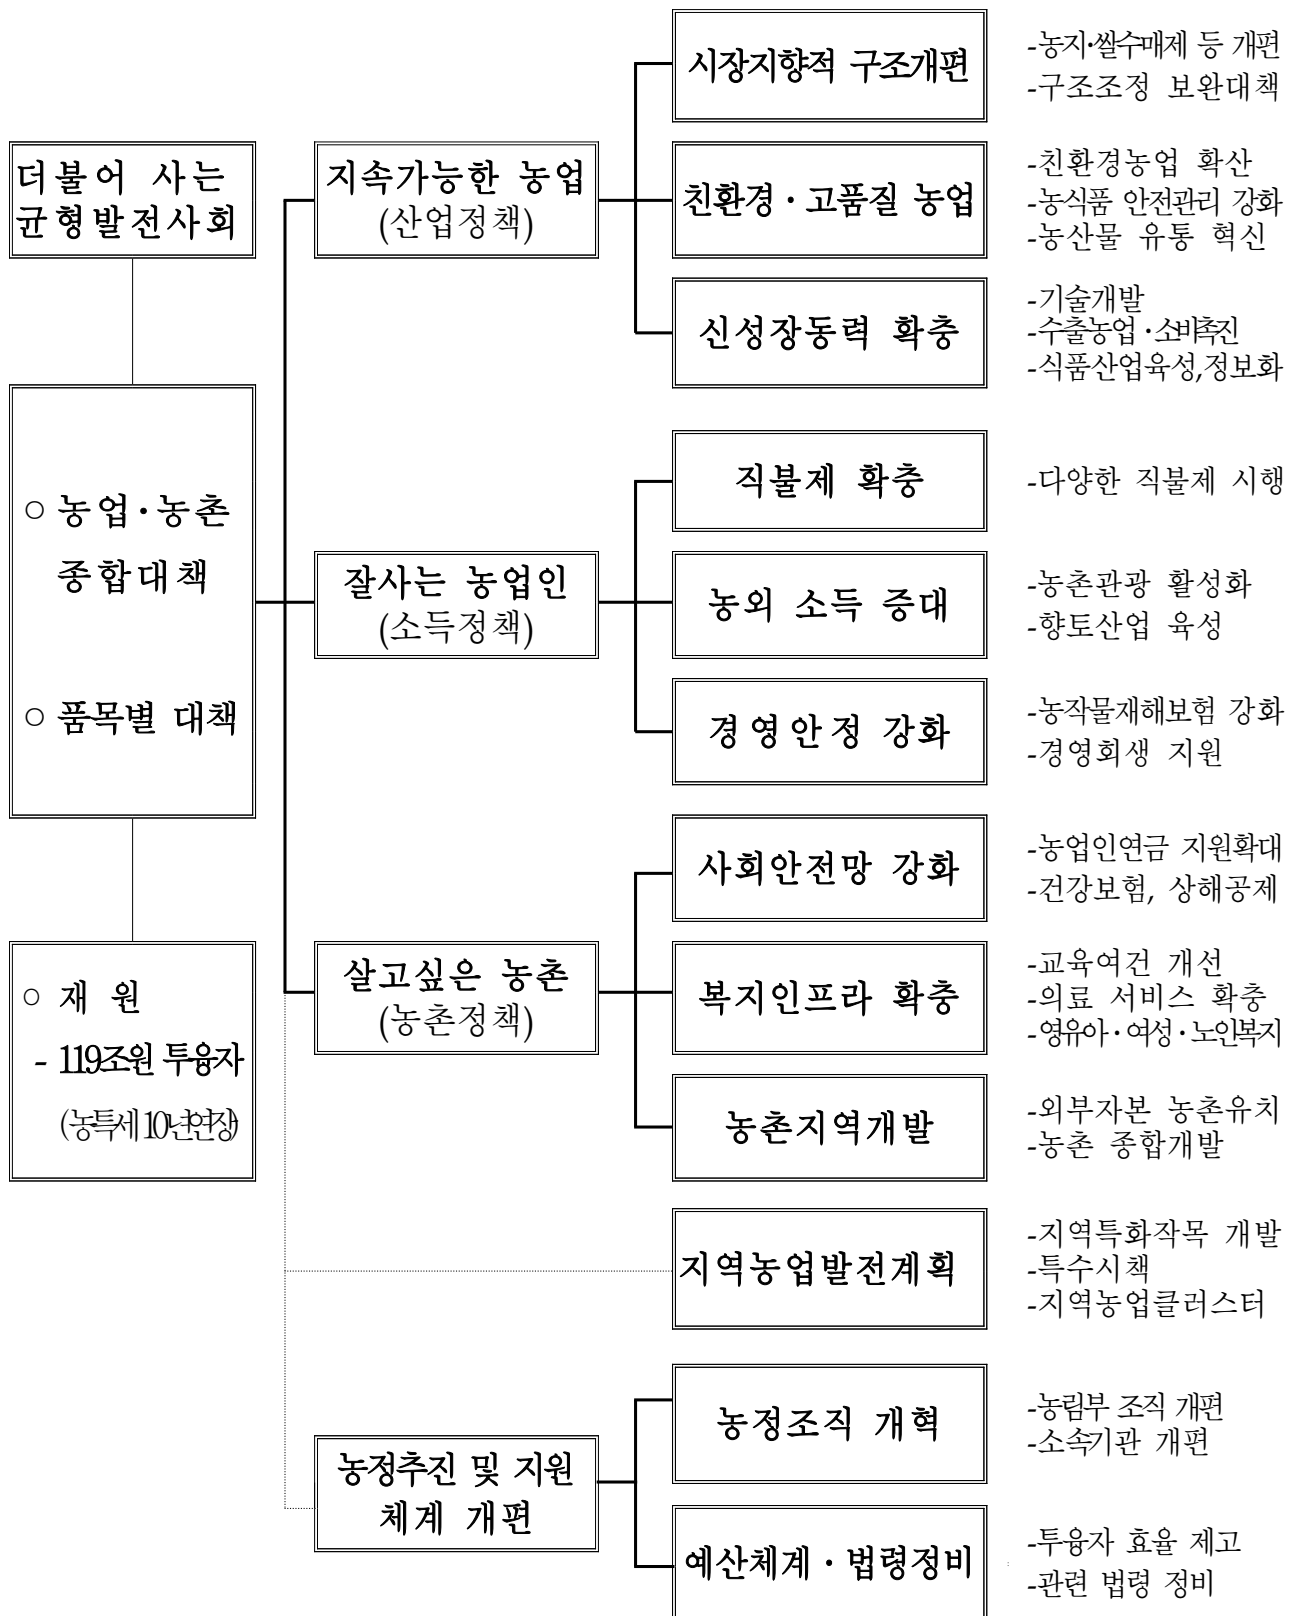 더불어 사는
균형발전사회
○ 농업·농촌
종합대책
○ 품목별 대책
○ 재 원
- 119조원 투융자
(농특세 10년연장)
지속가능한 농업
(산업정책)
시장지향적 구조개편
-농지·쌀수매제 등 개편
-구조조정 보완대책
친환경·고품질 농업
-친환경농업 확산
-농식품 안전관리 강화
-농산물 유통 혁신
신성장동력 확충
-기술개발
-수출농업·소비촉진
-식품산업육성,정보화
잘사는 농업인
(소득정책)
직불제 확충
-다양한 직불제 시행
농외 소득 증대
-농촌관광 활성화
-향토산업 육성
경영안정 강화
-농작물재해보험 강화
-경영회생 지원
살고싶은 농촌
(농촌정책)
사회안전망 강화
-농업인연금 지원확대
-건강보험, 상해공제
복지인프라 확충
-교육여건 개선
-의료 서비스 확충
-영유아·여성·노인복지
농촌지역개발
-외부자본 농촌유치
-농촌 종합개발
지역농업발전계획
-지역특화작목 개발
-특수시책
-지역농업클러스터
농정추진 및 지원
체계 개편
농정조직 개혁
-농림부 조직 개편
-소속기관 개편
예산체계·법령정비
-투융자 효율 제고
-관련 법령 정비